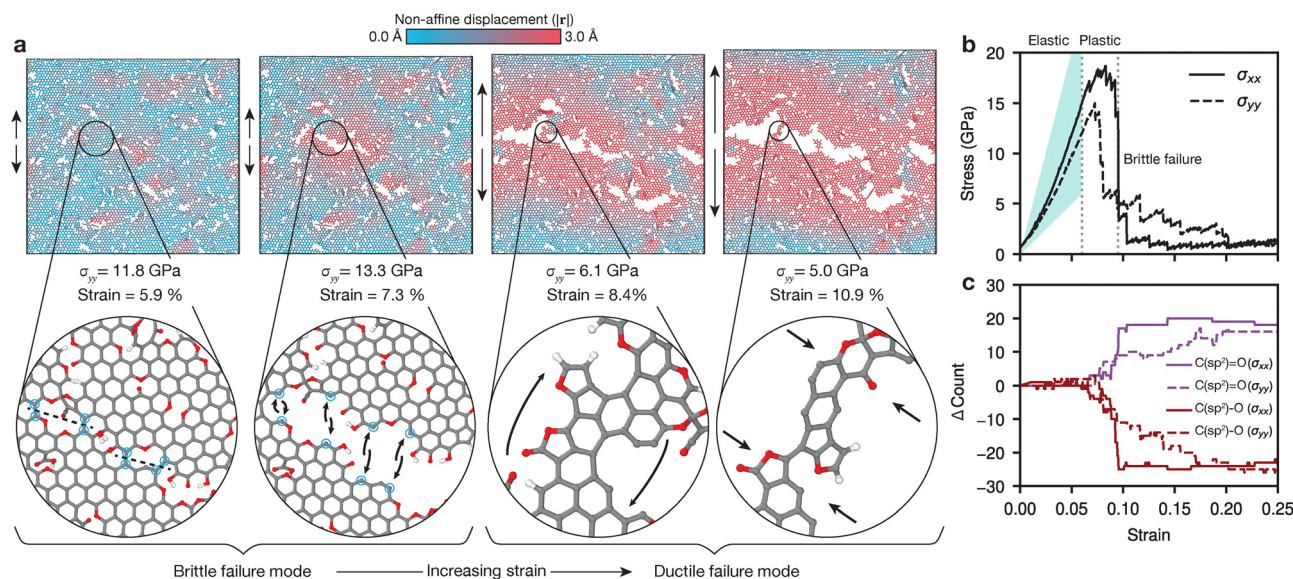 Non-affine displacement (|r|)
0.0 Å
3.0 Å
a
σyy = 11.8 GPa
Strain = 5.9 %
σyy = 13.3 GPa
Strain = 7.3 %
σyy = 6.1 GPa
Strain = 8.4%
σyy = 5.0 GPa
Strain = 10.9 %
Brittle failure mode
Increasing strain
Ductile failure mode
b
Elastic
Plastic
20
15
10
5
0
Stress (GPa)
σxx
σyy
Brittle failure
c
30
20
10
0
−10
−20
−30
Δ Count
C(sp²)=O(σxx)
C(sp²)=O(σyy)
C(sp²)-O (σxx)
C(sp²)-O (σyy)
0.00 0.05 0.10 0.15 0.20 0.25
Strain